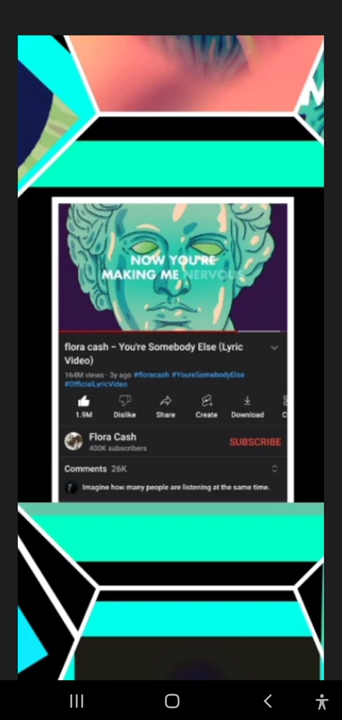 NOW YOU'RE
MAKING ME NERVOUS
flora cash – You're Somebody Else (Lyric
Video)
164M views · 3y ago #floracash #YoureSomebodyElse
#OfficialLyricVideo
1.9M Dislike Share Create Download
Flora Cash
400K subscribers
SUBSCRIBE
Comments 26K
Imagine how many people are listening at the same time.